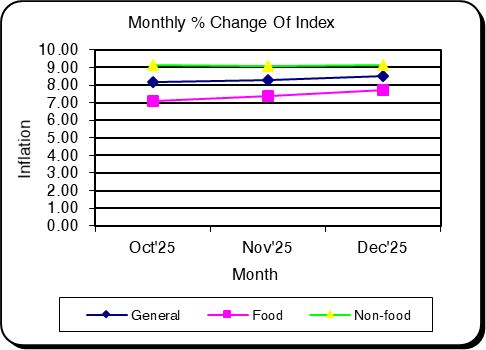 Monthly % Change Of Index
10.00
9.00
8.00
7.00
6.00
5.00
4.00
3.00
2.00
1.00
0.00
Inflation
Oct'25 Nov'25 Dec'25
Month
General Food Non-food